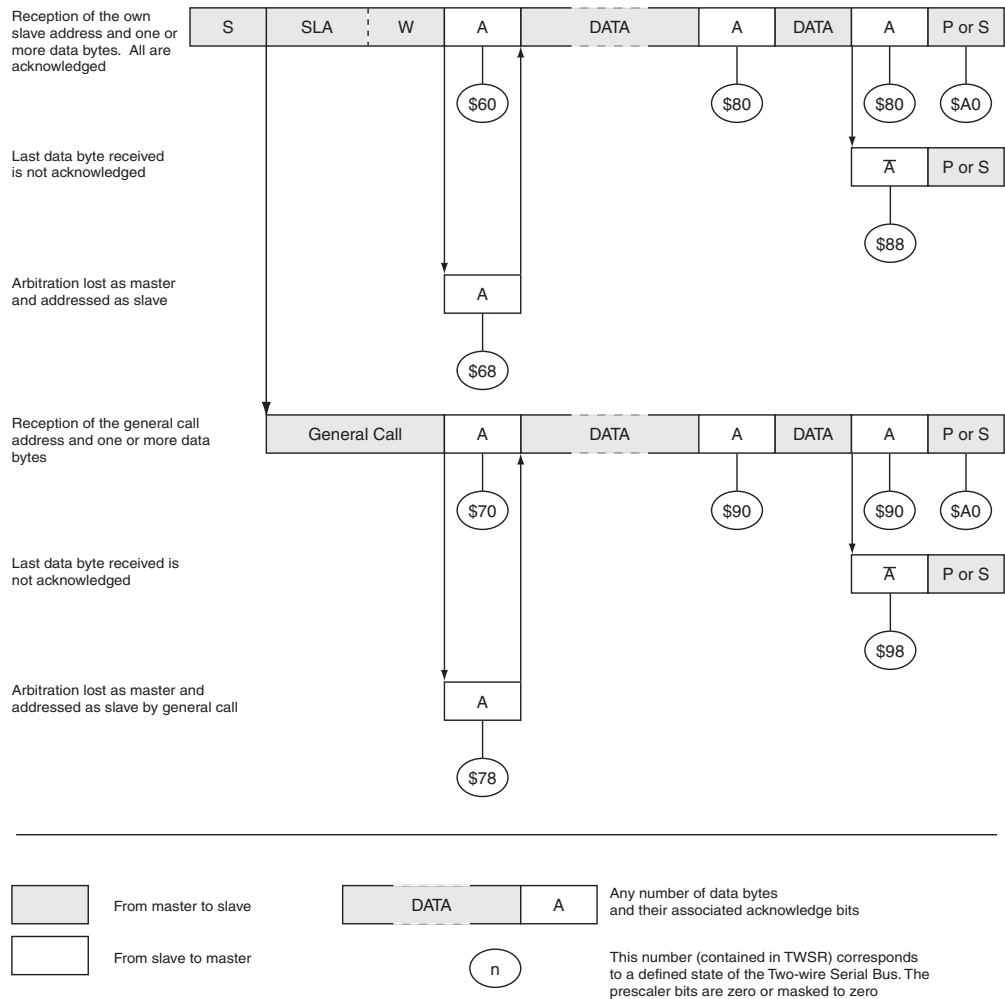 Reception of the own
slave address and one or
more data bytes. All are
acknowledged
S SLA W A DATA A DATA A P or S
$60 $80 $80 $A0
Last data byte received
is not acknowledged
A̅ P or S
$88
Arbitration lost as master
and addressed as slave
A
$68
Reception of the general call
address and one or more data
bytes
General Call A DATA A DATA A P or S
$70 $90 $90 $A0
Last data byte received is
not acknowledged
A̅ P or S
$98
Arbitration lost as master and
addressed as slave by general call
A
$78
From master to slave
From slave to master
DATA A
Any number of data bytes
and their associated acknowledge bits
n
This number (contained in TWSR) corresponds
to a defined state of the Two-wire Serial Bus. The
prescaler bits are zero or masked to zero